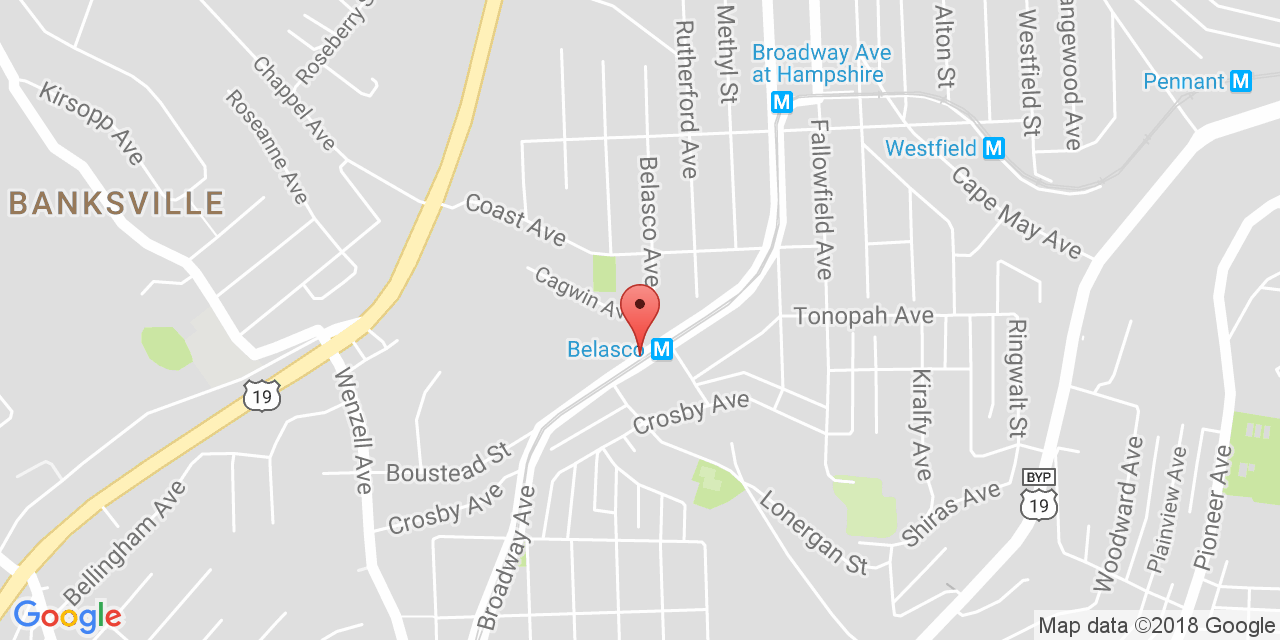 Roseberry S
Rutherford Ave
Methyl St
Broadway Ave
at Hampshire
Alton St
Westfield St
angewood Ave
Pennant M
M
Kirsopp Ave
Chappel Ave
Roseanne Ave
Fallowfield Ave
Westfield M
BANKSVILLE
Coast Ave
Belasco Ave
Cape May Ave
Cagwin Av
Tonopah Ave
Belasco M
Ringwalt St
19
Wenzell Ave
Crosby Ave
Kiralfy Ave
Boustead St
Crosby Ave
Broadway Ave
Lonergan St
Shiras Ave
BYP
19
Woodward Ave
Plainview Ave
Pioneer Ave
Bellingham Ave
Google
Map data ©2018 Google